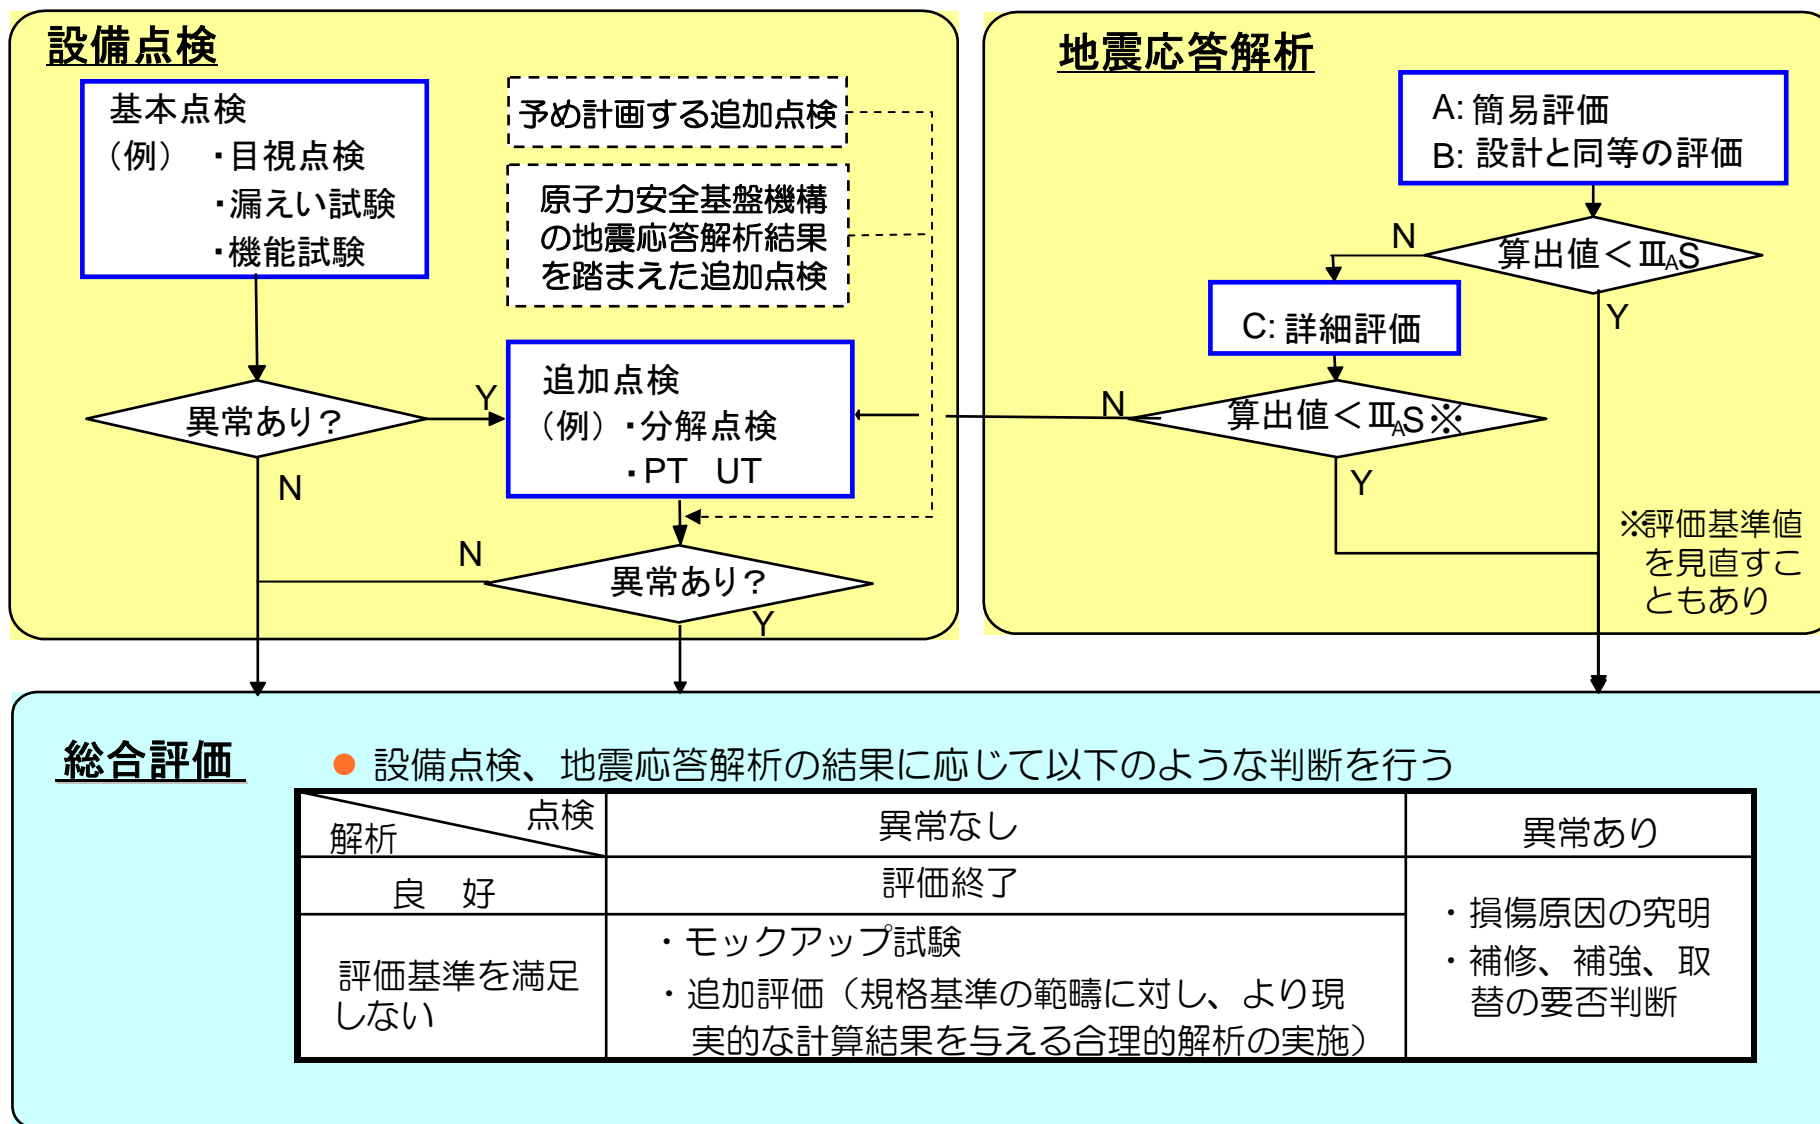 設備点検
基本点検
（例） ・目視点検
・漏えい試験
・機能試験
予め計画する追加点検
原子力安全基盤機構
の地震応答解析結果
を踏まえた追加点検
異常あり？
Y
N
追加点検
（例）・分解点検
・PT UT
異常あり？
N
Y
地震応答解析
A: 簡易評価
B: 設計と同等の評価
算出値＜ⅢAS
N
Y
C: 詳細評価
算出値＜ⅢAS※
N
Y
※評価基準値
を見直すこ
ともあり
総合評価
● 設備点検、地震応答解析の結果に応じて以下のような判断を行う
点検
解析
異常なし
異常あり
良 好
評価終了
評価基準を満足
しない
・モックアップ試験
・追加評価（規格基準の範疇に対し、より現
実的な計算結果を与える合理的解析の実施）
・損傷原因の究明
・補修、補強、取
替の要否判断